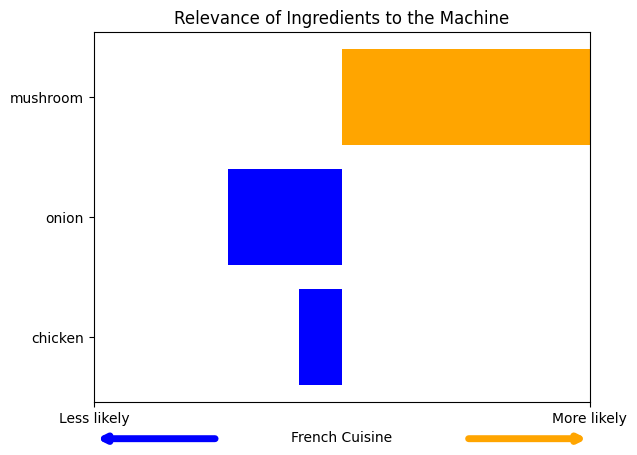 Relevance of Ingredients to the Machine
mushroom
onion
chicken
Less likely
More likely
French Cuisine